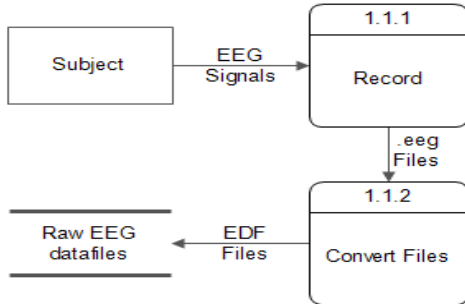 1.1.1
Subject
EEG
Signals
Record
.eeg
Files
1.1.2
Raw EEG
datafiles
EDF
Files
Convert Files